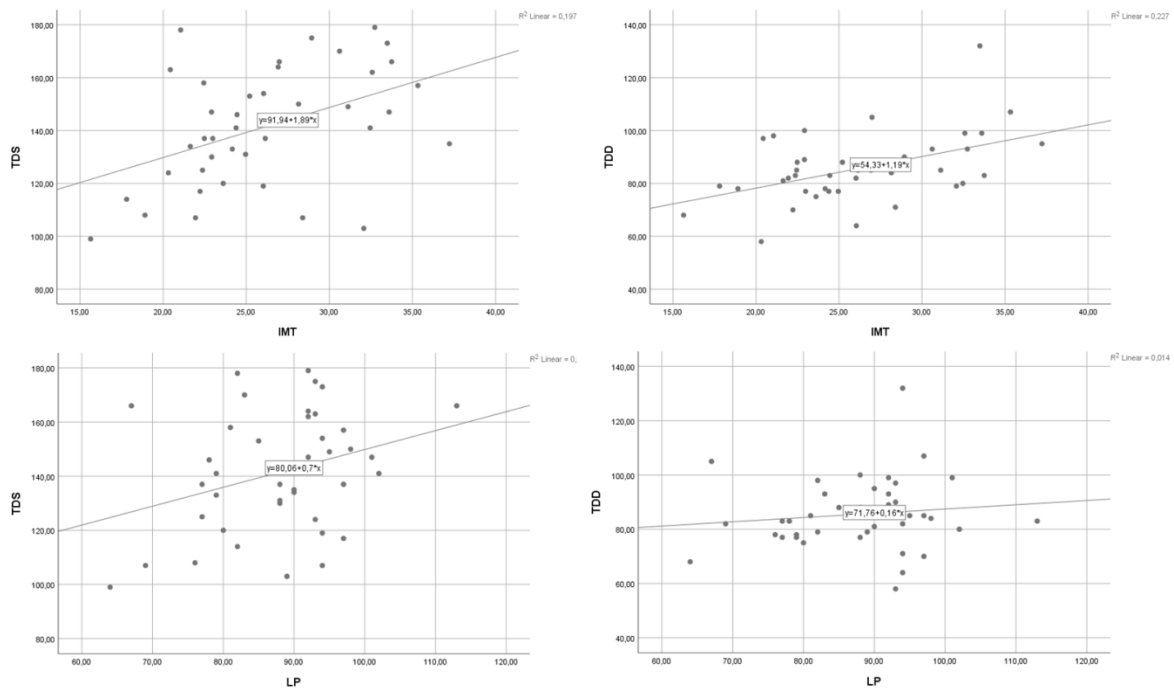 R² Linear = 0,197
180,00
160,00
140,00
120,00
100,00
80,00
TDS
y=91,94+1,89*x
15,00 20,00 25,00 30,00 35,00 40,00
IMT
R² Linear = 0,227
140,00
120,00
100,00
80,00
60,00
40,00
TDD
y=54,33+1,19*x
15,00 20,00 25,00 30,00 35,00 40,00
IMT
R² Linear = 0,
180,00
160,00
140,00
120,00
100,00
80,00
TDS
y=80,06+0,7*x
60,00 70,00 80,00 90,00 100,00 110,00 120,00
LP
R² Linear = 0,014
140,00
120,00
100,00
80,00
60,00
40,00
TDD
y=71,76+0,16*x
60,00 70,00 80,00 90,00 100,00 110,00 120,00
LP